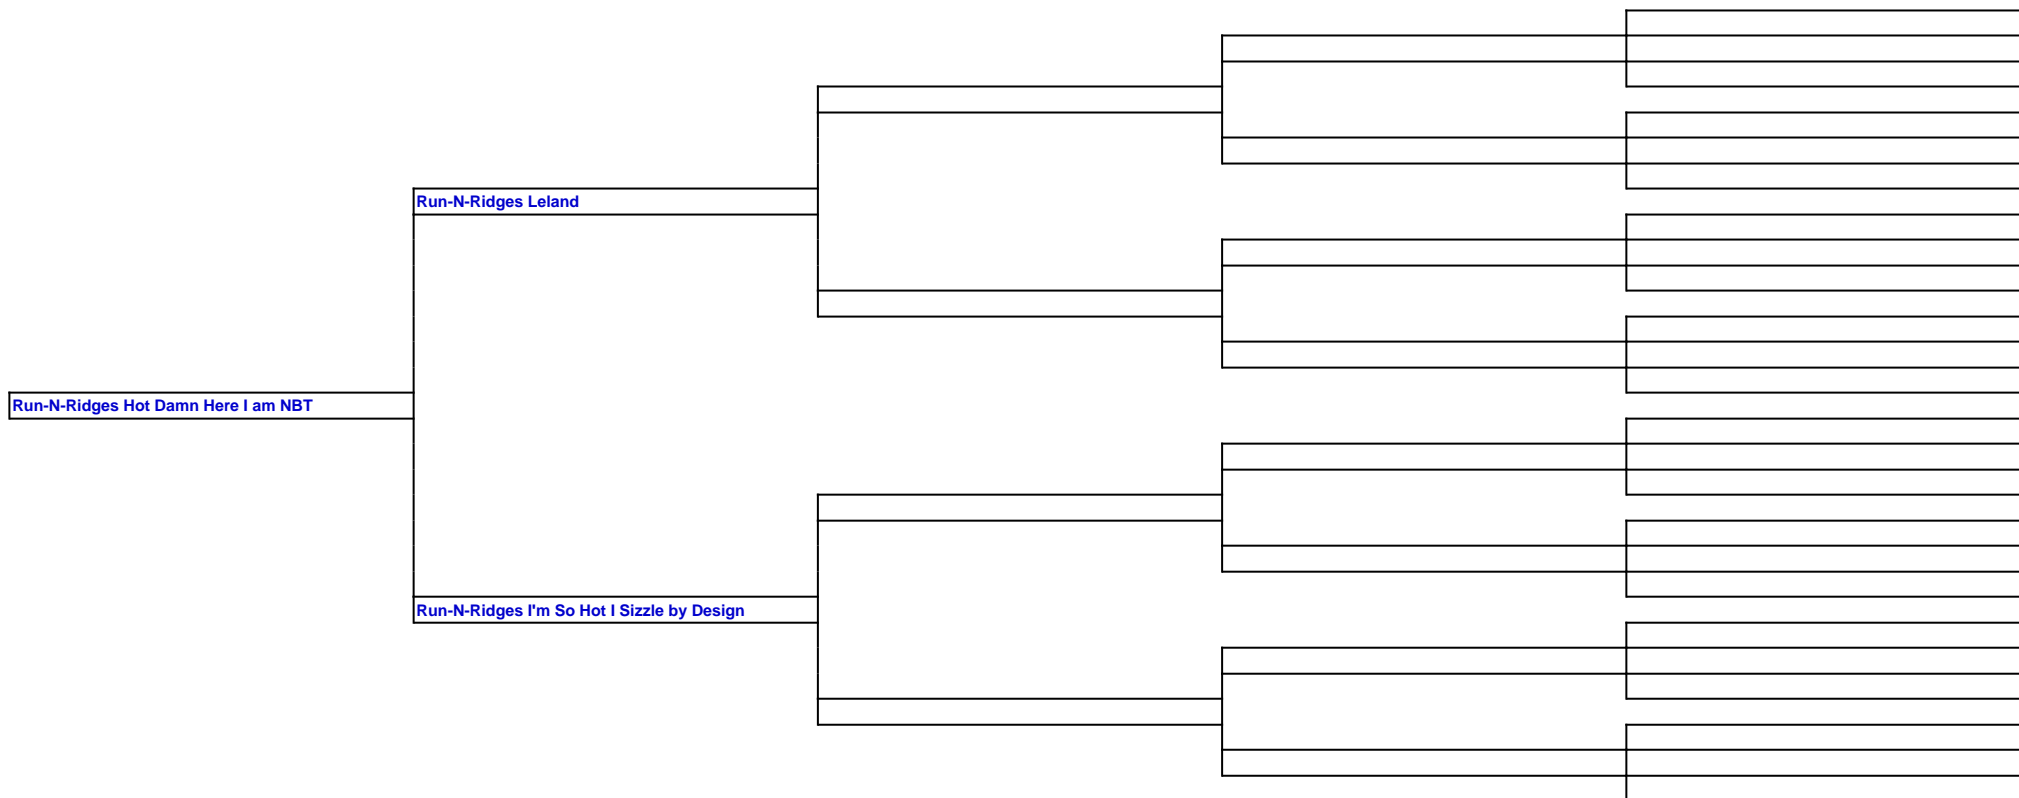 Run-N-Ridges Leland
Run-N-Ridges Hot Damn Here I am NBT
Run-N-Ridges I'm So Hot I Sizzle by Design